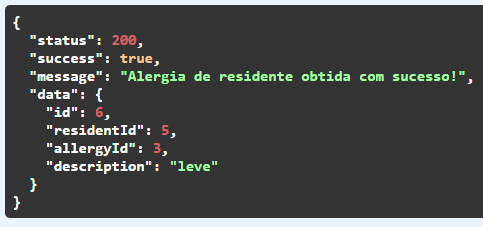 {
  "status": 200,
  "success": true,
  "message": "Alergia de residente obtida com sucesso!",
  "data": {
    "id": 6,
    "residentId": 5,
    "allergyId": 3,
    "description": "leve"
  }
}